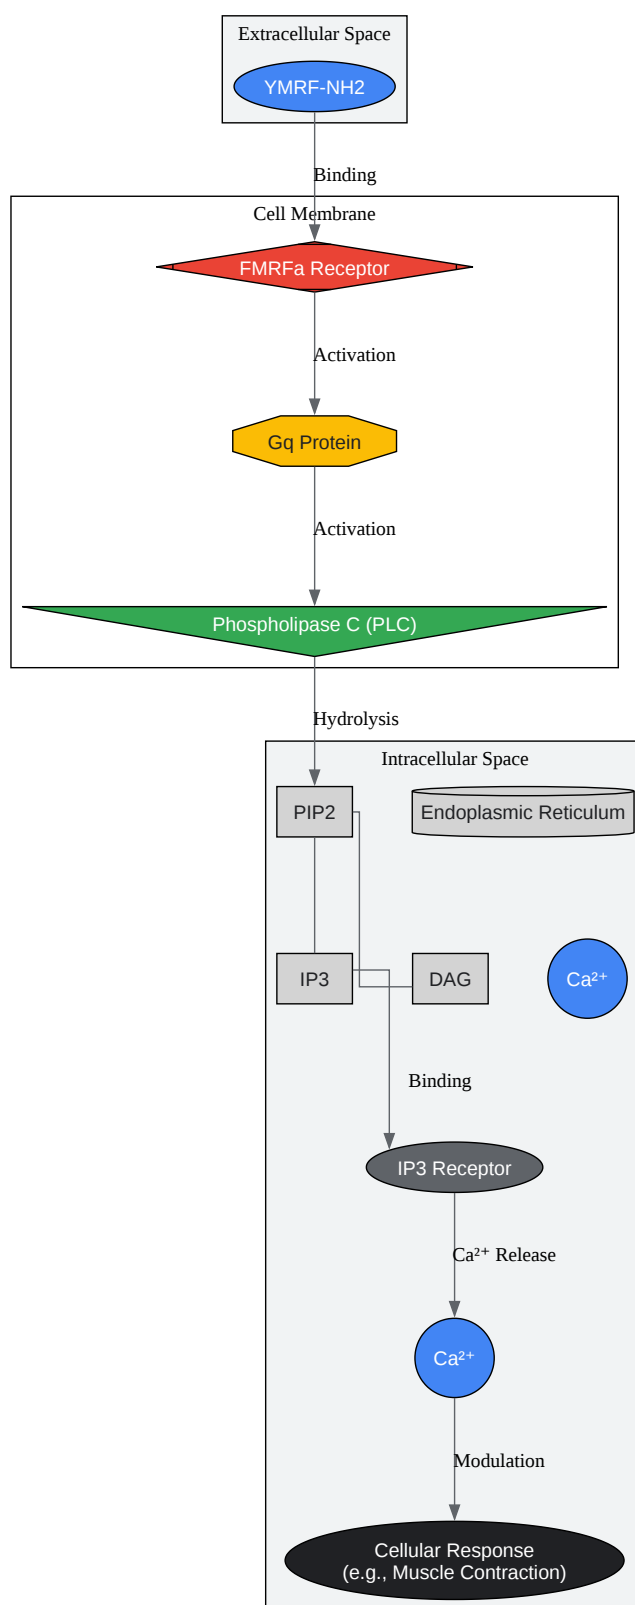 Extracellular Space
YMRF-NH2
Binding
Cell Membrane
FMRFa Receptor
Activation
Gq Protein
Activation
Phospholipase C (PLC)
Hydrolysis
Intracellular Space
PIP2
Endoplasmic Reticulum
IP3
DAG
Ca²⁺
Binding
IP3 Receptor
Ca²⁺ Release
Ca²⁺
Modulation
Cellular Response
(e.g., Muscle Contraction)